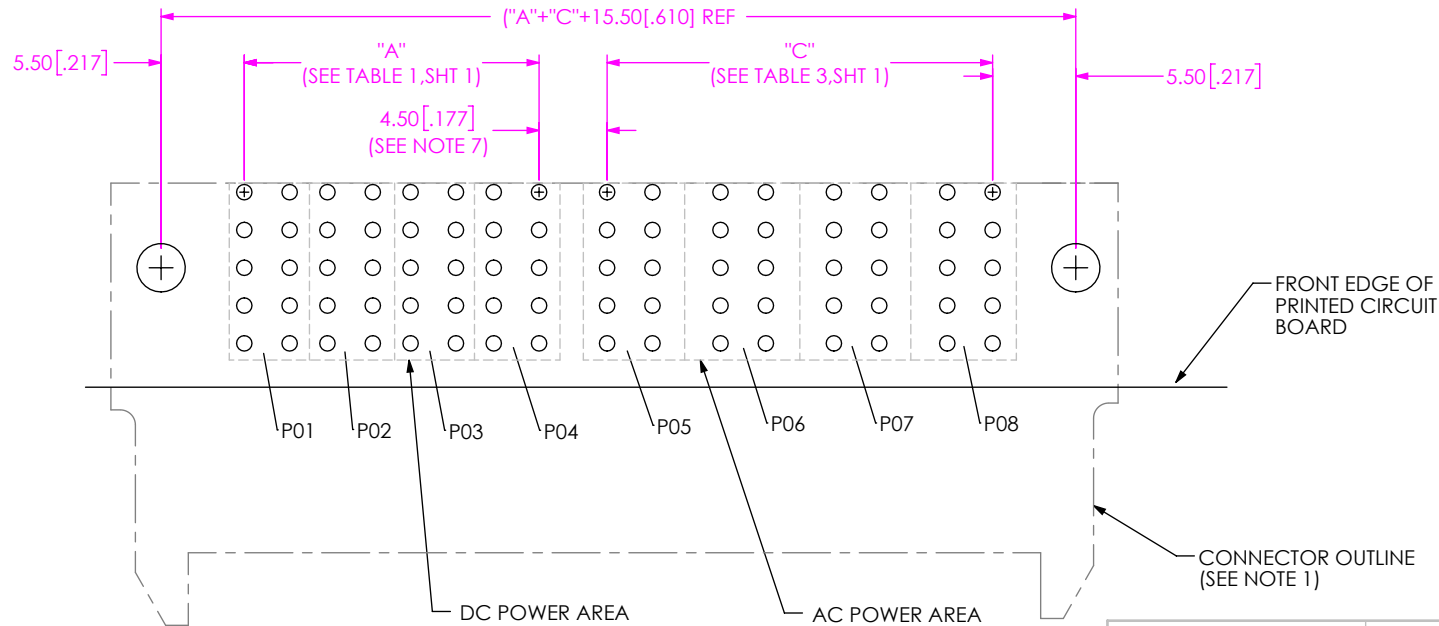 ("A"+"C"+15.50[.610] REF
5.50[.217]
"A"
(SEE TABLE 1,SHT 1)
"C"
(SEE TABLE 3,SHT 1)
5.50[.217]
4.50[.177]
(SEE NOTE 7)
FRONT EDGE OF
PRINTED CIRCUIT
BOARD
P01
P02
P03
P04
P05
P06
P07
P08
CONNECTOR OUTLINE
(SEE NOTE 1)
DC POWER AREA
AC POWER AREA